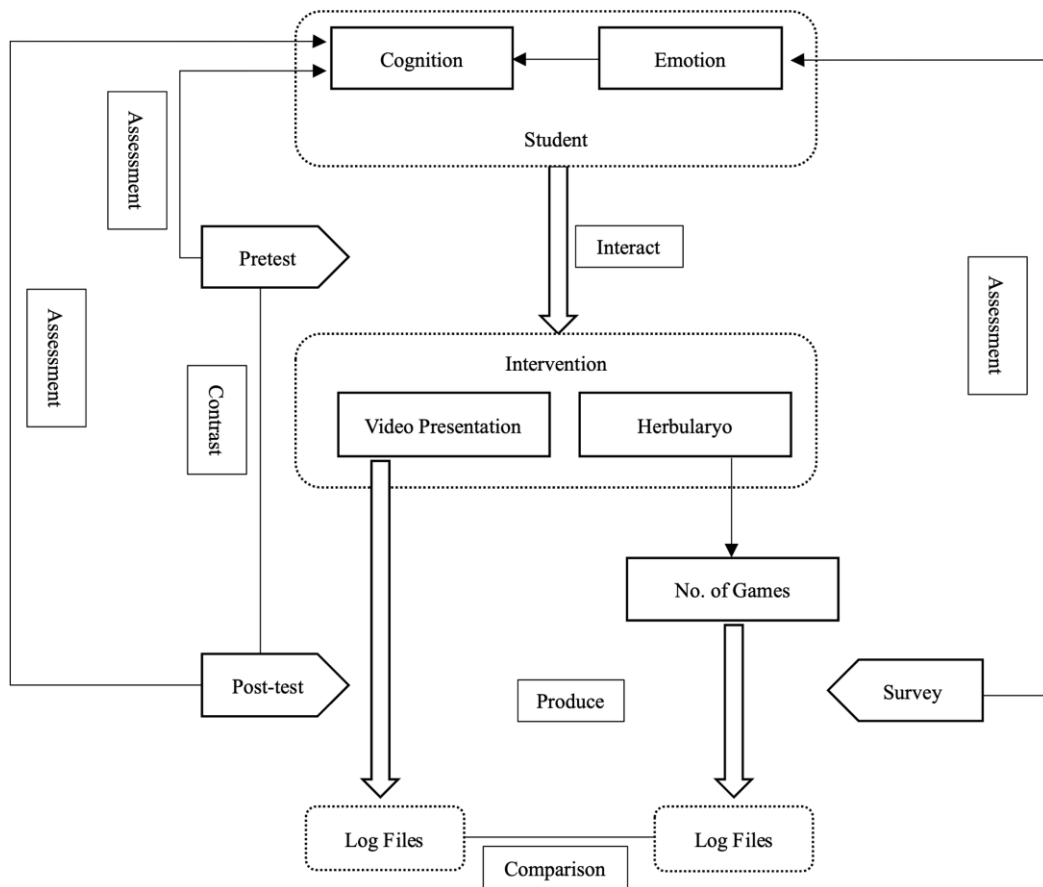 Cognition
Emotion
Student
Assessment
Pretest
Interact
Assessment
Assessment
Contrast
Intervention
Video Presentation
Herbularyo
No. of Games
Post-test
Produce
Survey
Log Files
Log Files
Comparison